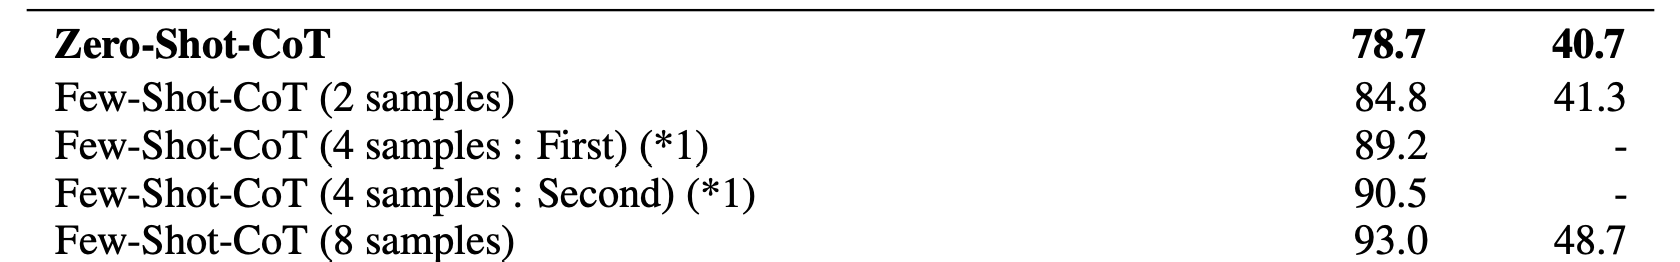 Zero-Shot-CoT 78.7 40.7
Few-Shot-CoT (2 samples) 84.8 41.3
Few-Shot-CoT (4 samples : First) (*1) 89.2 -
Few-Shot-CoT (4 samples : Second) (*1) 90.5 -
Few-Shot-CoT (8 samples) 93.0 48.7